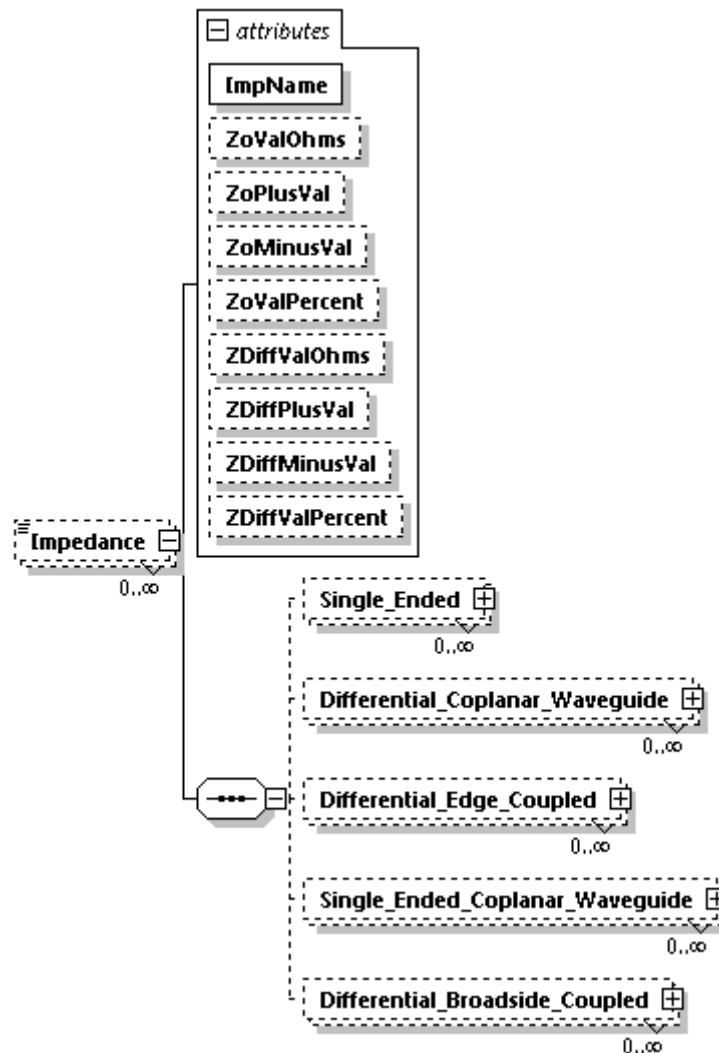 attributes
ImpName
ZoValOhms
ZoPlusVal
ZoMinusVal
ZoValPercent
ZDiffValOhms
ZDiffPlusVal
ZDiffMinusVal
ZDiffValPercent
Impedance
0..∞
Single_Ended
0..∞
Differential_Coplanar_Waveguide
0..∞
Differential_Edge_Coupled
0..∞
Single_Ended_Coplanar_Waveguide
0..∞
Differential_Broadside_Coupled
0..∞